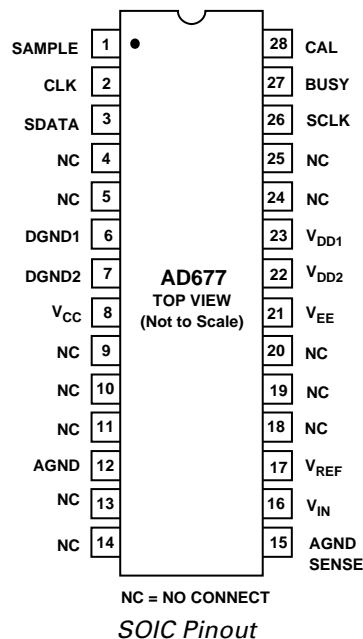 SAMPLE 1 28 CAL
CLK 2 27 BUSY
SDATA 3 26 SCLK
NC 4 25 NC
NC 5 24 NC
DGND1 6 23 VDD1
DGND2 7 AD677 22 VDD2
TOP VIEW
VCC 8 (Not to Scale) 21 VEE
NC 9 20 NC
NC 10 19 NC
NC 11 18 NC
AGND 12 17 VREF
NC 13 16 VIN
NC 14 15 AGND
SENSE
NC = NO CONNECT
SOIC Pinout